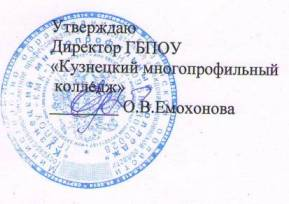 Утверждаю
Директор ГБПОУ
«Кузнецкий многопрофильный
колледж»
О.В.Емохонова